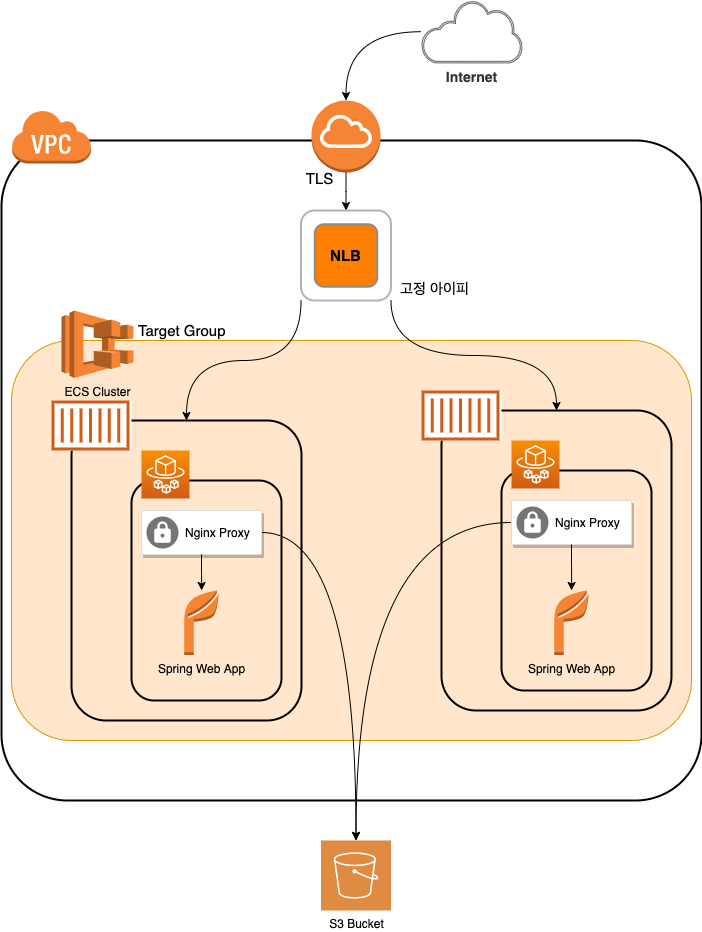 Internet
VPC
TLS
NLB
고정 아이피
Target Group
ECS Cluster
Nginx Proxy
Spring Web App
Nginx Proxy
Spring Web App
S3 Bucket